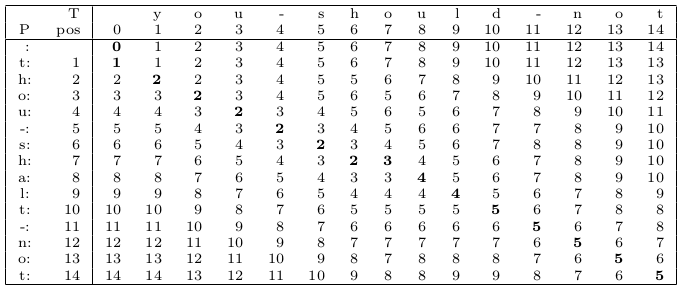 T y o u - s h o u l d - n o t
P pos 0 1 2 3 4 5 6 7 8 9 10 11 12 13 14
: 0 1 2 3 4 5 6 7 8 9 10 11 12 13 14
t: 1 1 1 2 3 4 5 6 7 8 9 10 11 12 13 13
h: 2 2 2 2 3 4 5 5 6 7 8 9 10 11 12 13
o: 3 3 3 2 3 4 5 6 5 6 7 8 9 10 11 12
u: 4 4 4 3 2 3 4 5 6 5 6 7 8 9 10 11
-: 5 5 5 4 3 2 3 4 5 6 6 7 7 8 9 10
s: 6 6 6 5 4 3 2 3 4 5 6 7 8 8 9 10
h: 7 7 7 6 5 4 3 2 3 4 5 6 7 8 9 10
a: 8 8 8 7 6 5 4 3 3 4 5 6 7 8 9 10
l: 9 9 9 8 7 6 5 4 4 4 4 5 6 7 8 9
t: 10 10 10 9 8 7 6 5 5 5 5 5 6 7 8 8
-: 11 11 11 10 9 8 7 6 6 6 6 6 5 6 7 8
n: 12 12 12 11 10 9 8 7 7 7 7 7 6 5 6 7
o: 13 13 13 12 11 10 9 8 7 8 8 8 7 6 5 6
t: 14 14 14 13 12 11 10 9 8 8 9 9 8 7 6 5